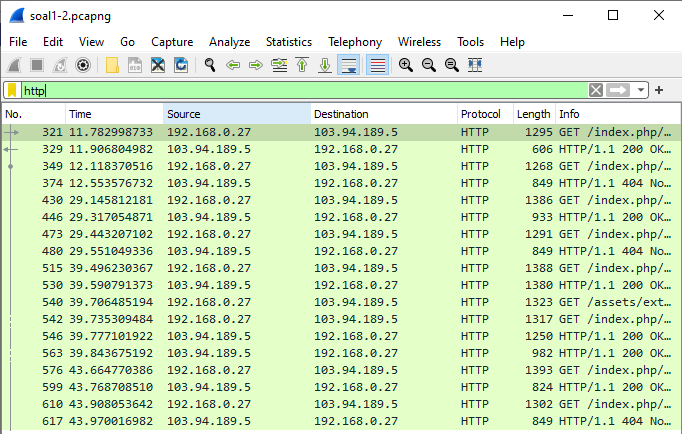 soal1-2.pcapng
File Edit View Go Capture Analyze Statistics Telephony Wireless Tools Help
http
No. Time Source Destination Protocol Length Info
321 11.782998733 192.168.0.27 103.94.189.5 HTTP 1295 GET /index.php/…
329 11.906804982 103.94.189.5 192.168.0.27 HTTP 606 HTTP/1.1 200 OK…
349 12.118370516 192.168.0.27 103.94.189.5 HTTP 1268 GET /index.php/…
374 12.553576732 103.94.189.5 192.168.0.27 HTTP 849 HTTP/1.1 404 No…
430 29.145812181 192.168.0.27 103.94.189.5 HTTP 1386 GET /index.php/…
446 29.317054871 103.94.189.5 192.168.0.27 HTTP 933 HTTP/1.1 200 OK…
473 29.443207102 192.168.0.27 103.94.189.5 HTTP 1291 GET /index.php/…
480 29.551049336 103.94.189.5 192.168.0.27 HTTP 849 HTTP/1.1 404 No…
515 39.496230367 192.168.0.27 103.94.189.5 HTTP 1388 GET /index.php/…
530 39.590791373 103.94.189.5 192.168.0.27 HTTP 1380 HTTP/1.1 200 OK…
540 39.706485194 192.168.0.27 103.94.189.5 HTTP 1323 GET /assets/ext…
542 39.735309484 192.168.0.27 103.94.189.5 HTTP 1317 GET /index.php/…
546 39.777101922 103.94.189.5 192.168.0.27 HTTP 1250 HTTP/1.1 200 OK…
563 39.843675192 103.94.189.5 192.168.0.27 HTTP 982 HTTP/1.1 200 OK…
576 43.664770386 192.168.0.27 103.94.189.5 HTTP 1393 GET /index.php/…
599 43.768708510 103.94.189.5 192.168.0.27 HTTP 824 HTTP/1.1 200 OK…
610 43.908053642 192.168.0.27 103.94.189.5 HTTP 1302 GET /index.php/…
617 43.970016982 103.94.189.5 192.168.0.27 HTTP 849 HTTP/1.1 404 No…